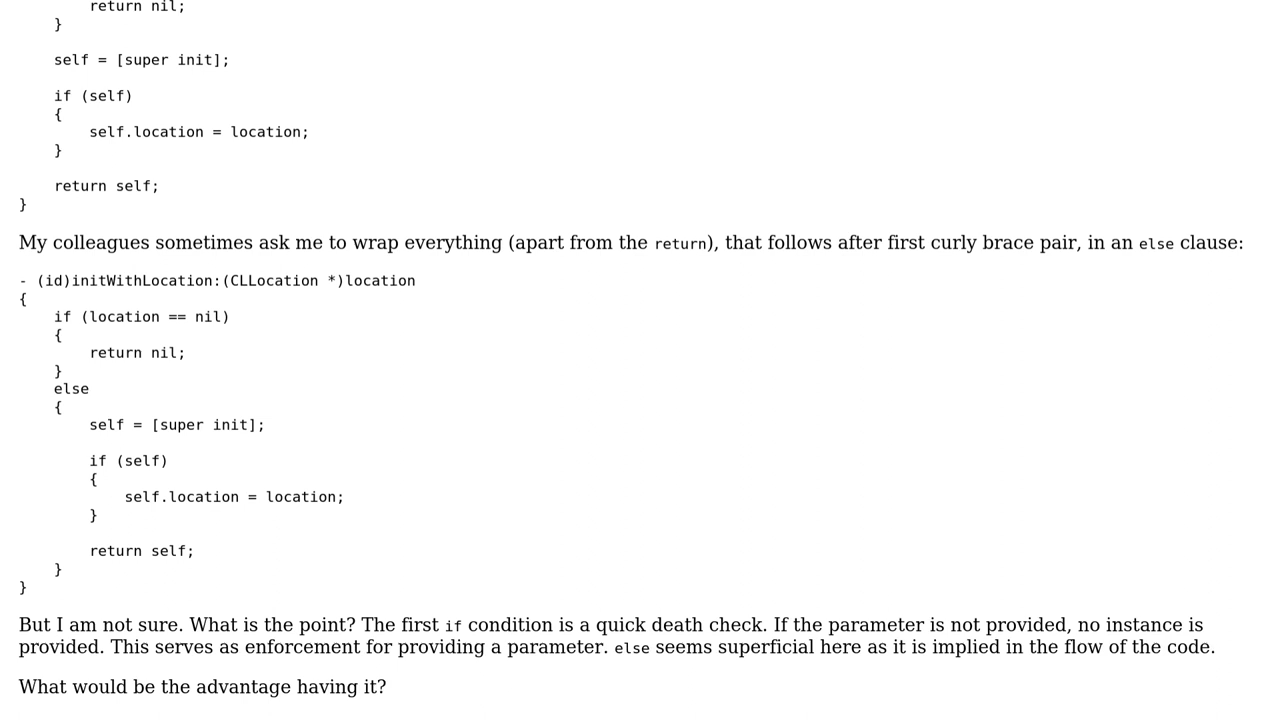 return nil;
    }

    self = [super init];

    if (self)
    {
        self.location = location;
    }

    return self;
}
My colleagues sometimes ask me to wrap everything (apart from the return), that follows after first curly brace pair, in an else clause:
- (id)initWithLocation:(CLLocation *)location
{
    if (location == nil)
    {
        return nil;
    }
    else
    {
        self = [super init];

        if (self)
        {
            self.location = location;
        }

        return self;
    }
}
But I am not sure. What is the point? The first if condition is a quick death check. If the parameter is not provided, no instance is
provided. This serves as enforcement for providing a parameter. else seems superficial here as it is implied in the flow of the code.
What would be the advantage having it?